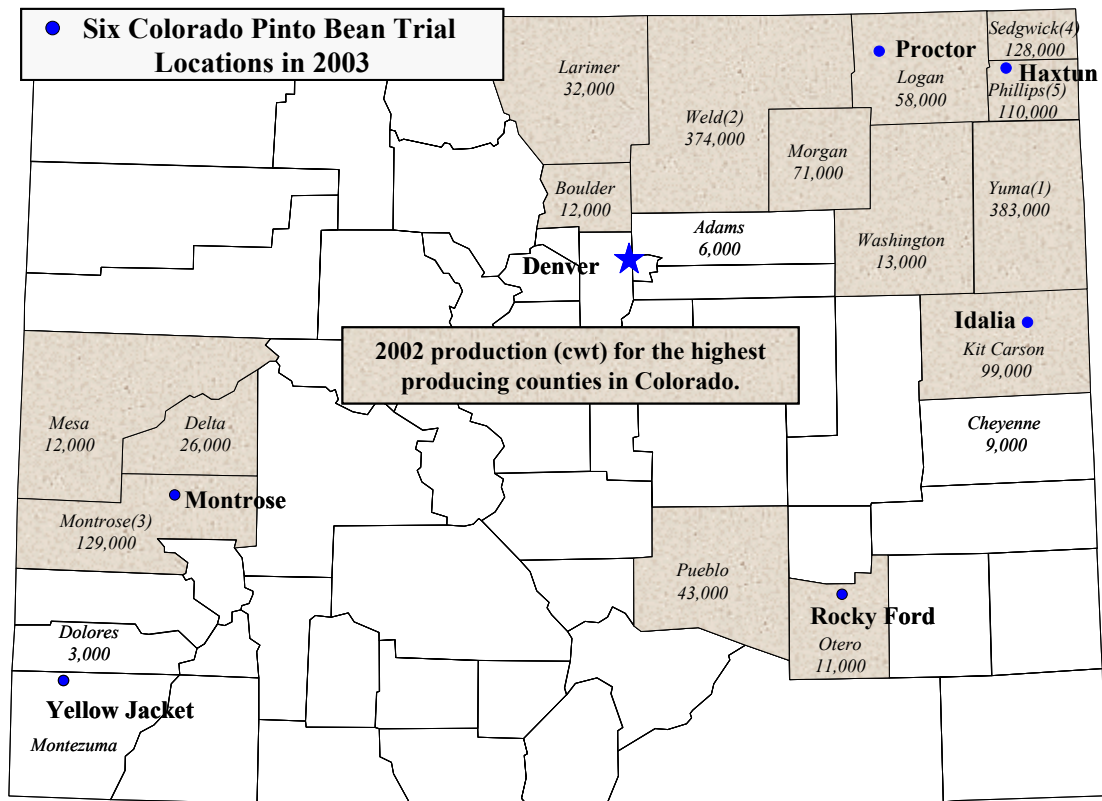 Six Colorado Pinto Bean Trial
Locations in 2003
Larimer
32,000
Weld(2)
374,000
Proctor
Logan
58,000
Sedgwick(4)
128,000
Haxtun
Phillips(5)
110,000
Morgan
71,000
Boulder
12,000
Yuma(1)
383,000
Adams
6,000
Washington
13,000
Denver
Idalia
Kit Carson
99,000
2002 production (cwt) for the highest
producing counties in Colorado.
Mesa
12,000
Delta
26,000
Cheyenne
9,000
Montrose
Montrose(3)
129,000
Pueblo
43,000
Rocky Ford
Otero
11,000
Dolores
3,000
Yellow Jacket
Montezuma